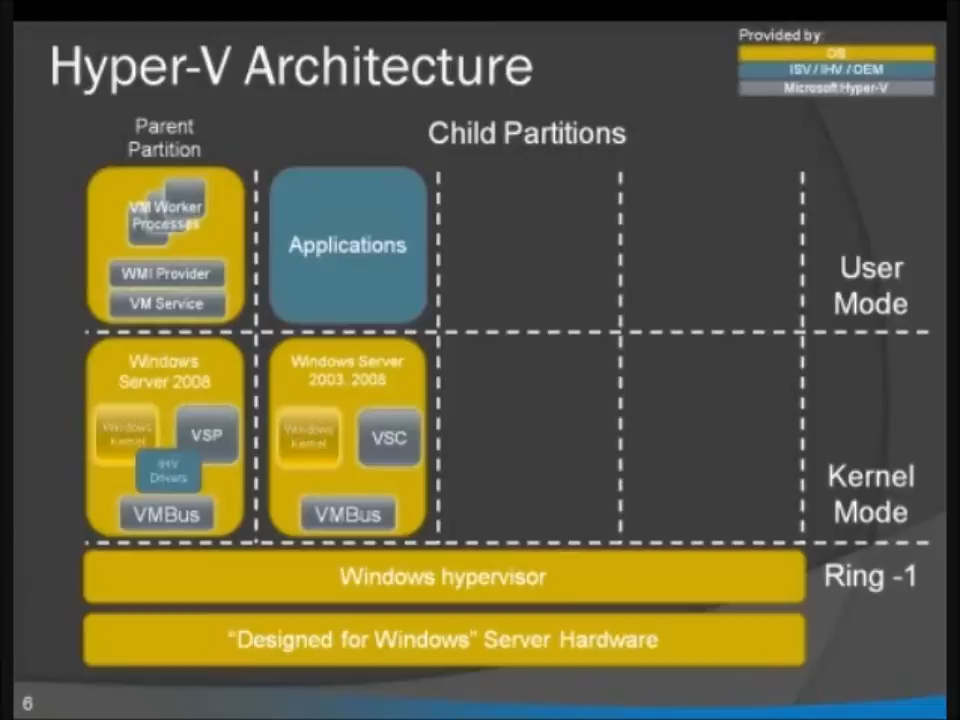 Hyper-V Architecture
Provided by:
OS
ISV / IHV / OEM
Microsoft Hyper-V
Parent
Partition
Child Partitions
VM Worker
Processes
WMI Provider
VM Service
Applications
User
Mode
Windows
Server 2008
Windows
Kernel
VSP
IHV
Drivers
VMBus
Windows Server
2003, 2008
Windows
Kernel
VSC
VMBus
Kernel
Mode
Windows hypervisor
Ring -1
“Designed for Windows” Server Hardware
6